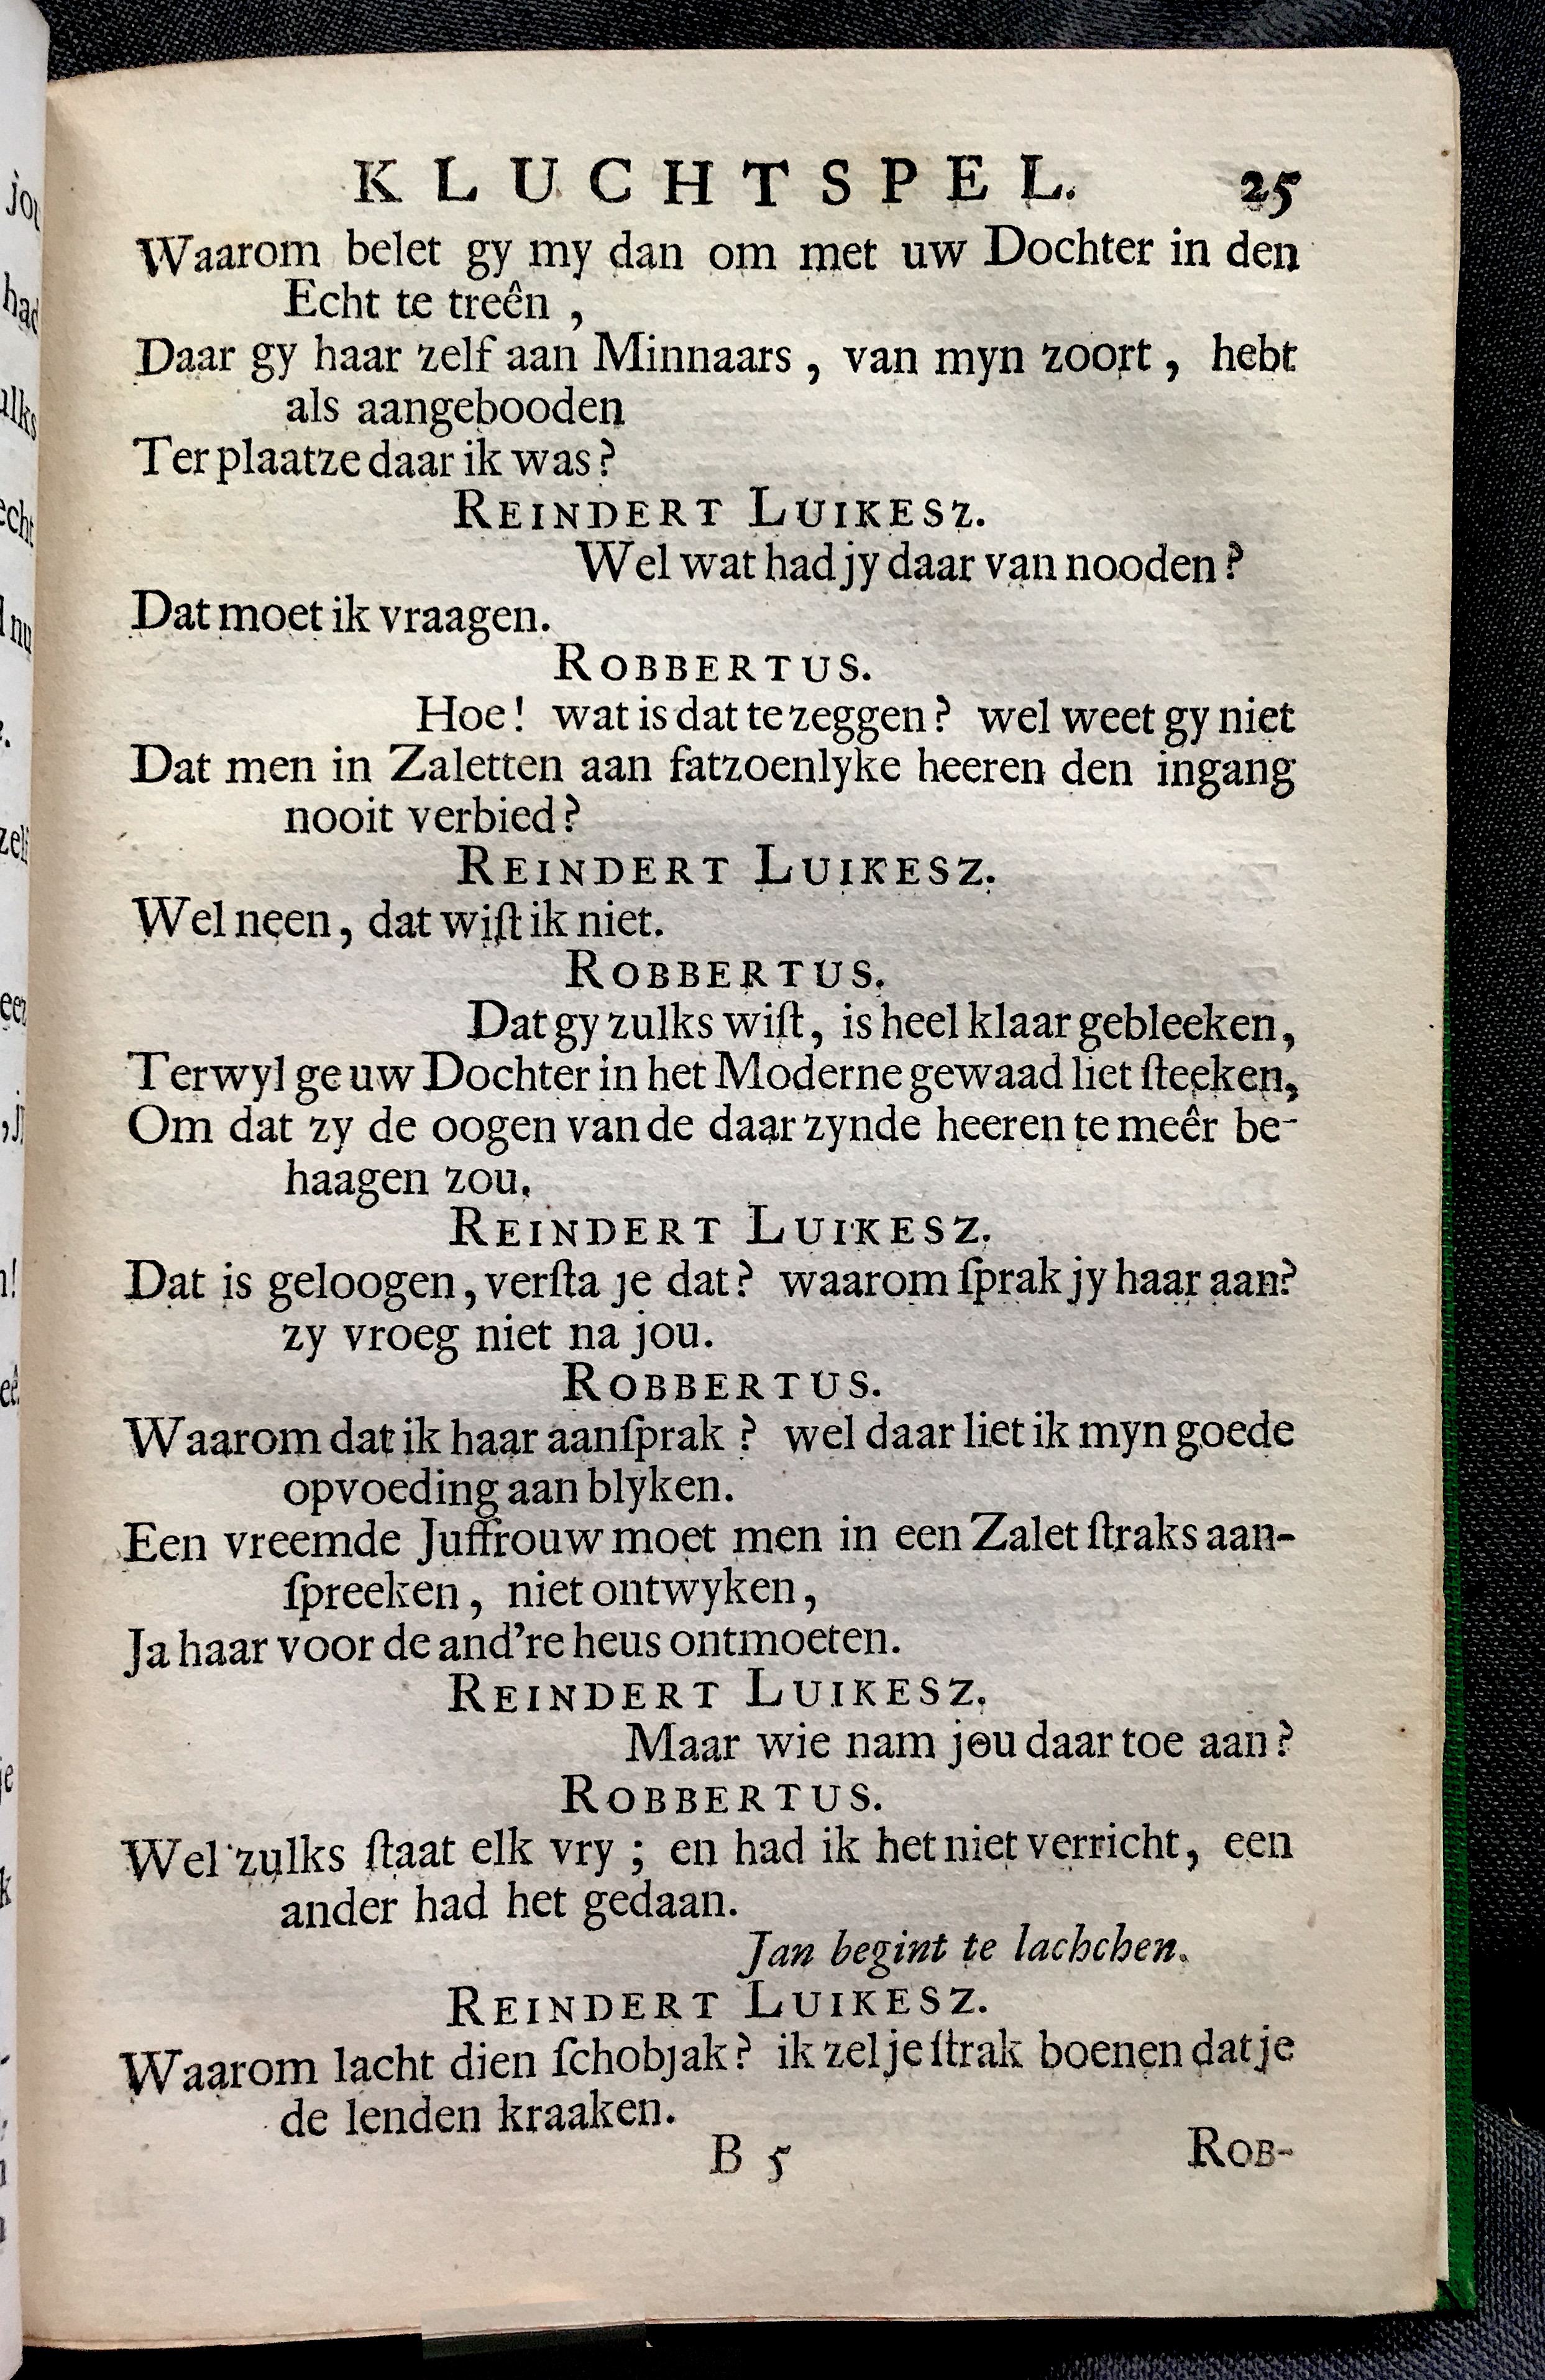 KLUCHTSPEL. 25
Waarom belet gy my dan om met uw Dochter in den
Echt te treên ,
Daar gy haar zelf aan Minnaars , van myn zoort , hebt
als aangebooden
Ter plaatze daar ik was?
REINDERT LUIKESZ.
Wel wat had jy daar van nooden?
Dat moet ik vraagen.
ROBBERTUS.
Hoe! wat is dat te zeggen? wel weet gy niet
Dat men in Zaletten aan fatzoenlyke heeren den ingang
nooit verbied?
REINDERT LUIKESZ.
Wel neen, dat wiſt ik niet.
ROBBERTUS.
Dat gy zulks wiſt, is heel klaar gebleeken,
Terwyl ge uw Dochter in het Moderne gewaad liet ſteeken,
Om dat zy de oogen van de daar zynde heeren te meêr be-
haagen zou.
REINDERT LUIKESZ.
Dat is geloogen, verſta je dat? waarom ſprak jy haar aan?
zy vroeg niet na jou.
ROBBERTUS.
Waarom dat ik haar aanſprak ? wel daar liet ik myn goede
opvoeding aan blyken.
Een vreemde Juffrouw moet men in een Zalet ſtraks aan-
ſpreeken, niet ontwyken,
Ja haar voor de and're heus ontmoeten.
REINDERT LUIKESZ.
Maar wie nam jou daar toe aan?
ROBBERTUS.
Wel zulks ſtaat elk vry ; en had ik het niet verricht, een
ander had het gedaan.
Jan begint te lachchen.
REINDERT LUIKESZ.
Waarom lacht dien ſchobjak? ik zel je ſtrak boenen dat je
de lenden kraaken.
B 5 ROB-